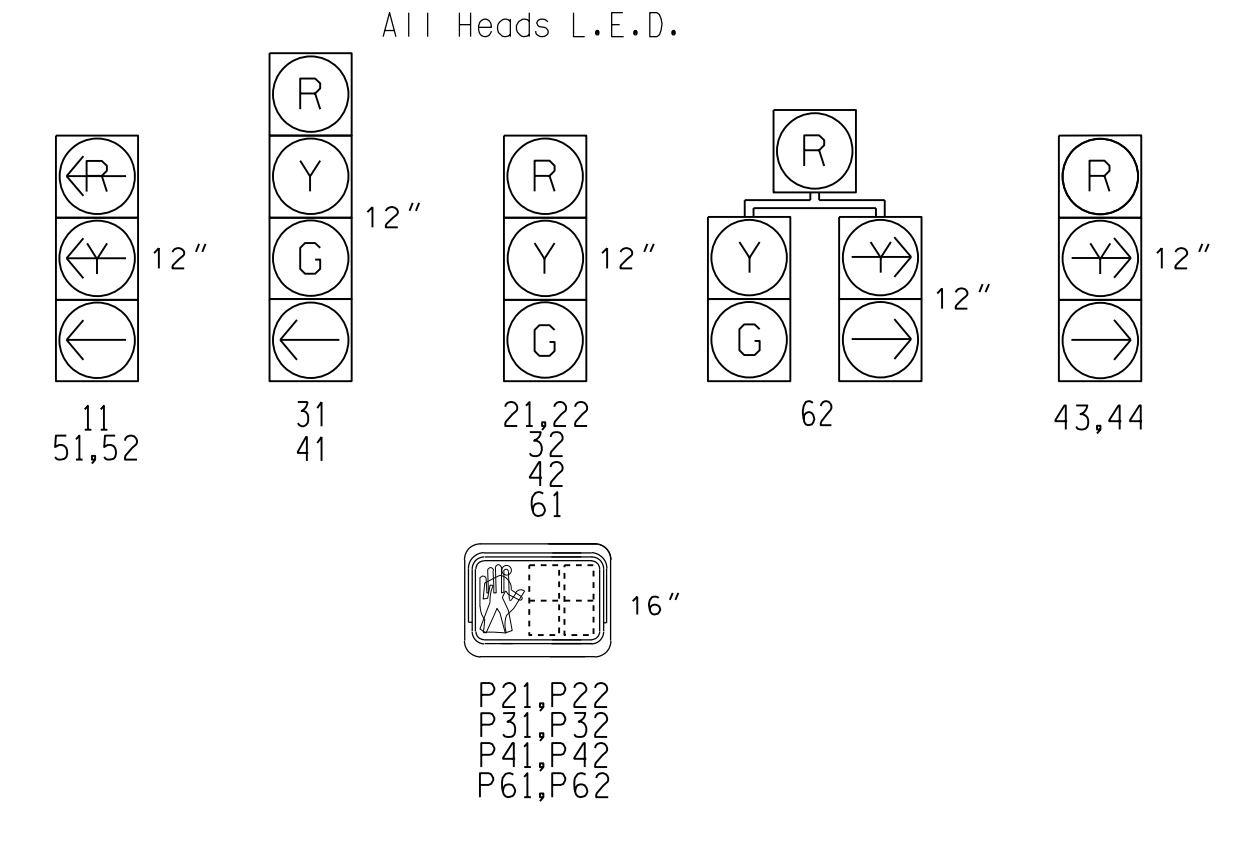 All Heads L.E.D.
R
Y
12"
11
51,52
R
Y
G
12"
31
41
R
Y
G
12"
21,22
32
42
61
R
Y
Y
G
12"
62
R
Y
12"
43,44
16"
P21,P22
P31,P32
P41,P42
P61,P62